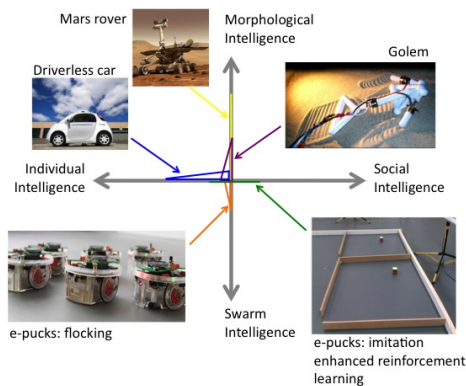 Mars rover
Morphological
Intelligence
Golem
Driverless car
Individual
Intelligence
Social
Intelligence
Swarm
Intelligence
e-pucks: flocking
e-pucks: imitation
enhanced reinforcement
learning